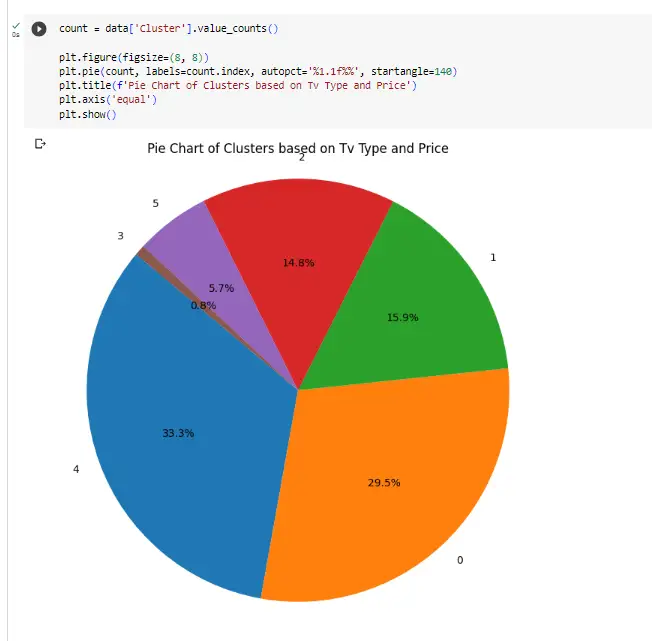 0s
count = data['Cluster'].value_counts()
plt.figure(figsize=(8, 8))
plt.pie(count, labels=count.index, autopct='%1.1f%%', startangle=140)
plt.title(f'Pie Chart of Clusters based on Tv Type and Price')
plt.axis('equal')
plt.show()
Pie Chart of Clusters based on Tv Type and Price
2
5
3
1
14.8%
5.7%
0.8%
15.9%
33.3%
4
29.5%
0